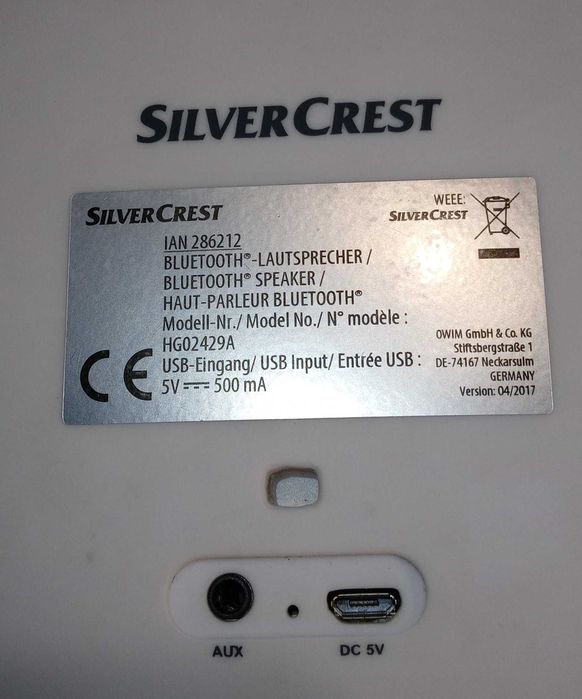 SILVERCREST
SILVERCREST
WEEE:
SILVERCREST
IAN 286212
BLUETOOTH®-LAUTSPRECHER /
BLUETOOTH® SPEAKER /
HAUT-PARLEUR BLUETOOTH®
Modell-Nr./ Model No./ N° modèle :
HG02429A
USB-Eingang/ USB Input/ Entrée USB :
5V ⎓ 500 mA
CE
OWIM GmbH & Co. KG
Stiftsbergstraße 1
DE-74167 Neckarsulm
GERMANY
Version: 04/2017
AUX
DC 5V